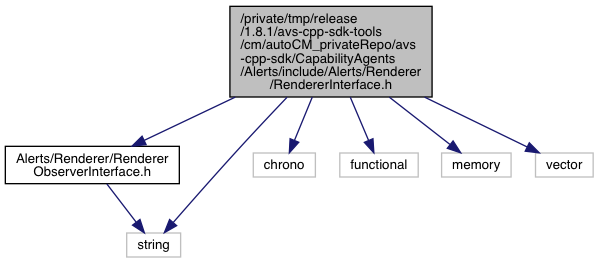 /private/tmp/release
/1.8.1/avs-cpp-sdk-tools
/cm/autoCM_privateRepo/avs
-cpp-sdk/CapabilityAgents
/Alerts/include/Alerts/Renderer
/RendererInterface.h
Alerts/Renderer/Renderer
ObserverInterface.h
chrono
functional
memory
vector
string